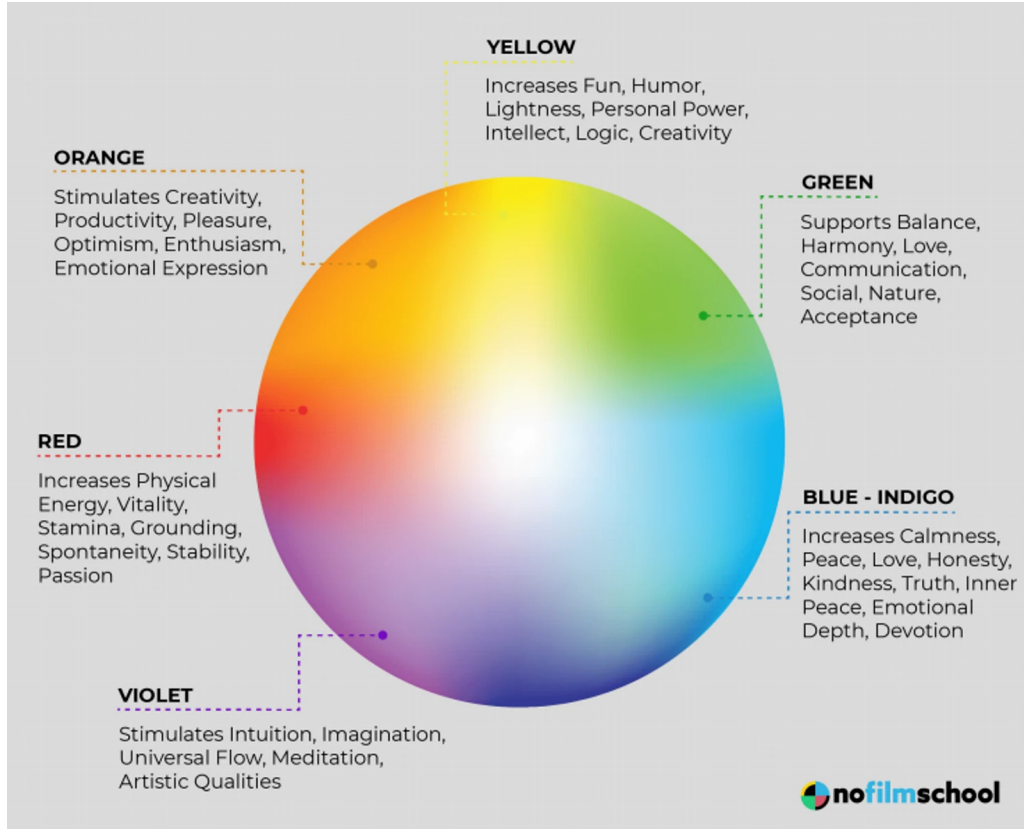 YELLOW
Increases Fun, Humor,
Lightness, Personal Power,
Intellect, Logic, Creativity
ORANGE
Stimulates Creativity,
Productivity, Pleasure,
Optimism, Enthusiasm,
Emotional Expression
GREEN
Supports Balance,
Harmony, Love,
Communication,
Social, Nature,
Acceptance
RED
Increases Physical
Energy, Vitality,
Stamina, Grounding,
Spontaneity, Stability,
Passion
BLUE - INDIGO
Increases Calmness,
Peace, Love, Honesty,
Kindness, Truth, Inner
Peace, Emotional
Depth, Devotion
VIOLET
Stimulates Intuition, Imagination,
Universal Flow, Meditation,
Artistic Qualities
nofilmschool